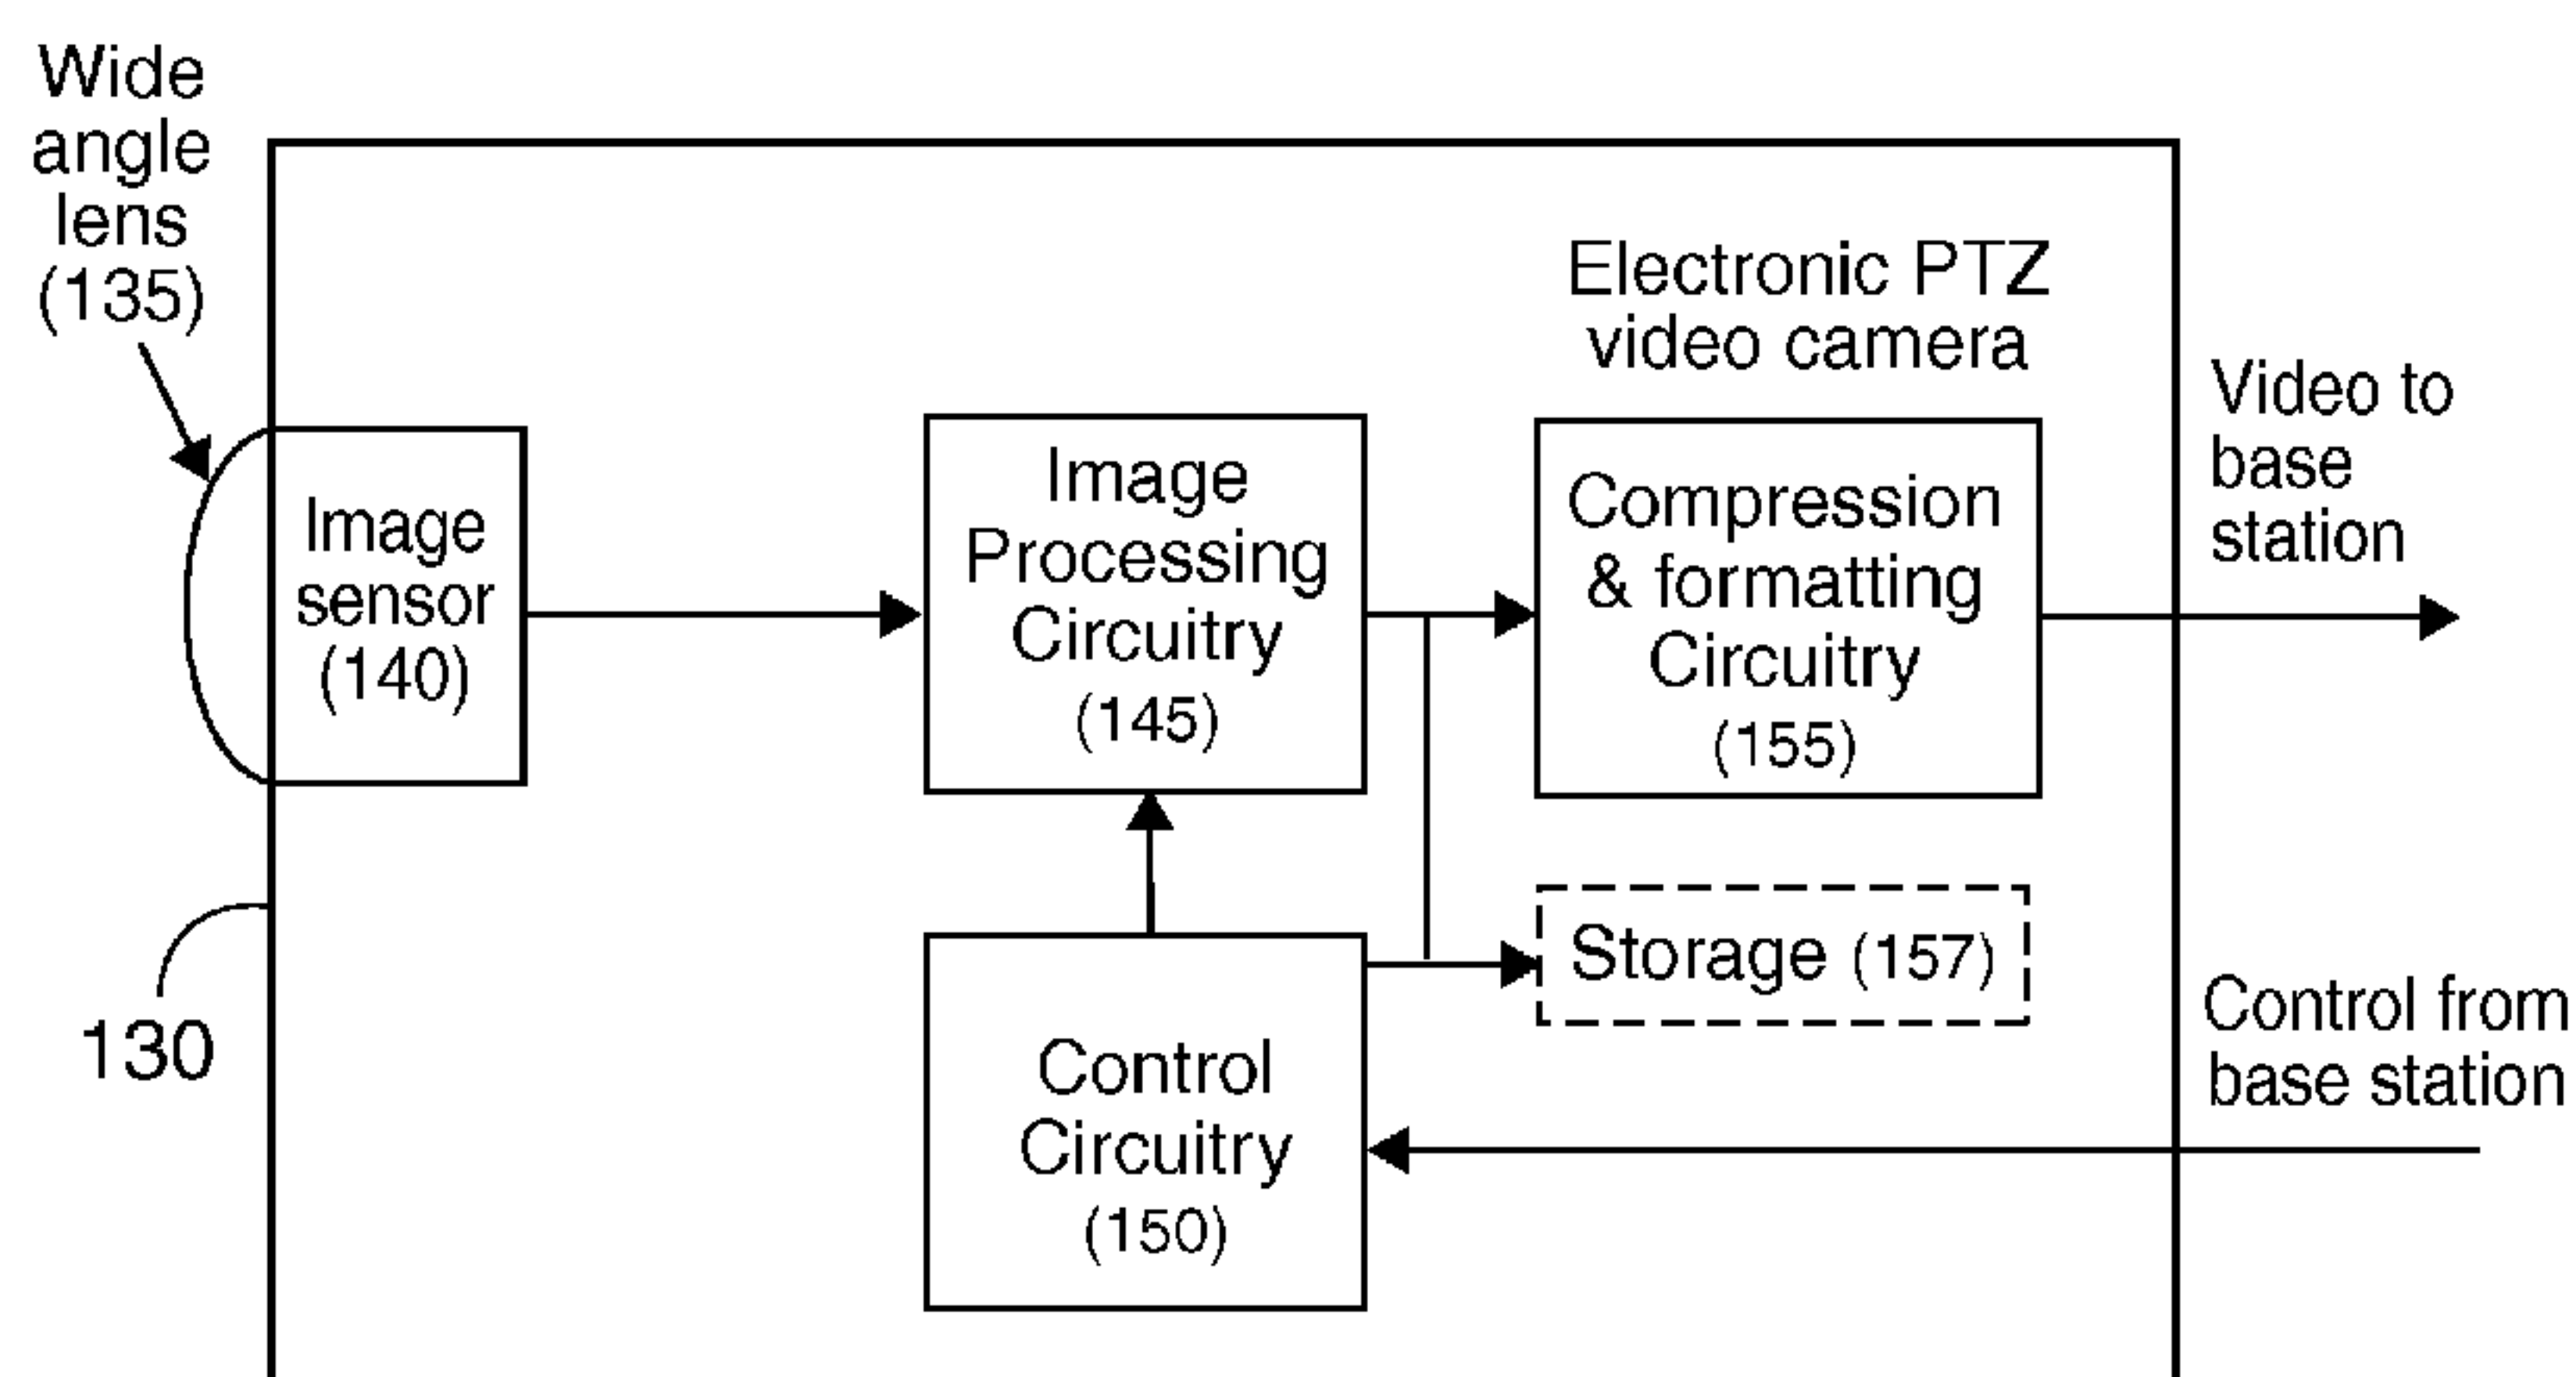 Wide
angle
lens
(135)
Electronic PTZ
video camera
Video to
base
station
Image
sensor
(140)
Image
Processing
Circuitry
(145)
Compression
& formatting
Circuitry
(155)
Storage (157)
130
Control
Circuitry
(150)
Control from
base station